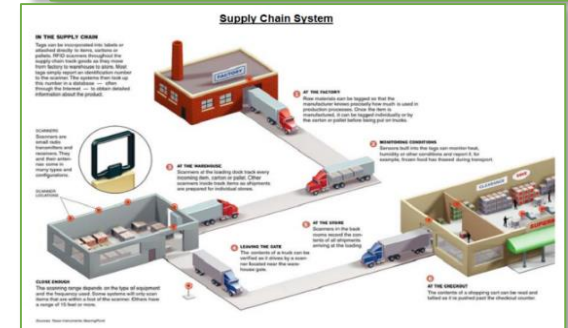 Supply Chain System
IN THE SUPPLY CHAIN
Tags can be incorporated into labels or
attached directly to items, cartons or
pallets. RFID scanners throughout the
supply chain track goods as they move
from factory to warehouse to store. Most
tags simply report an identification number
to the scanner. The systems then look up
this number in a database — often
through the Internet — to obtain detailed
information about the product.
FACTORY
1
AT THE FACTORY
Raw materials can be tagged so that the
manufacturer knows precisely how much is used in
production processes. Once the item is
manufactured, it can be tagged individually or by
the carton or pallet before being put on trucks.
SCANNERS
Scanners are
small radio
transmitters and
receivers. They
and their anten-
nas come in
many types and
configurations.
2
MONITORING CONDITIONS
Sensors built into the tags can monitor heat,
humidity or other conditions and report if, for
example, frozen food has thawed during transport.
3
AT THE WAREHOUSE
Scanners at the loading dock track every
incoming item, carton or pallet. Other
scanners inside track items as shipments
are prepared for individual stores.
SCANNER
LOCATIONS
CLEARANCE
4
LEAVING THE GATE
The contents of a truck can be
verified as it drives by a scan-
ner located near the ware-
house gate.
5
AT THE STORE
Scanners in the back
rooms record the con-
tents of all shipments
arriving at the loading
CLOSE ENOUGH
The scanning range depends on the type of equipment
and the frequency used. Some systems will only scan
items that are within a foot of the scanner. Others have
a range of 15 feet or more.
6
AT THE CHECKOUT
The contents of a shopping cart can be read and
tallied as it is pushed past the checkout counter.
Sources: Texas Instruments; BearingPoint